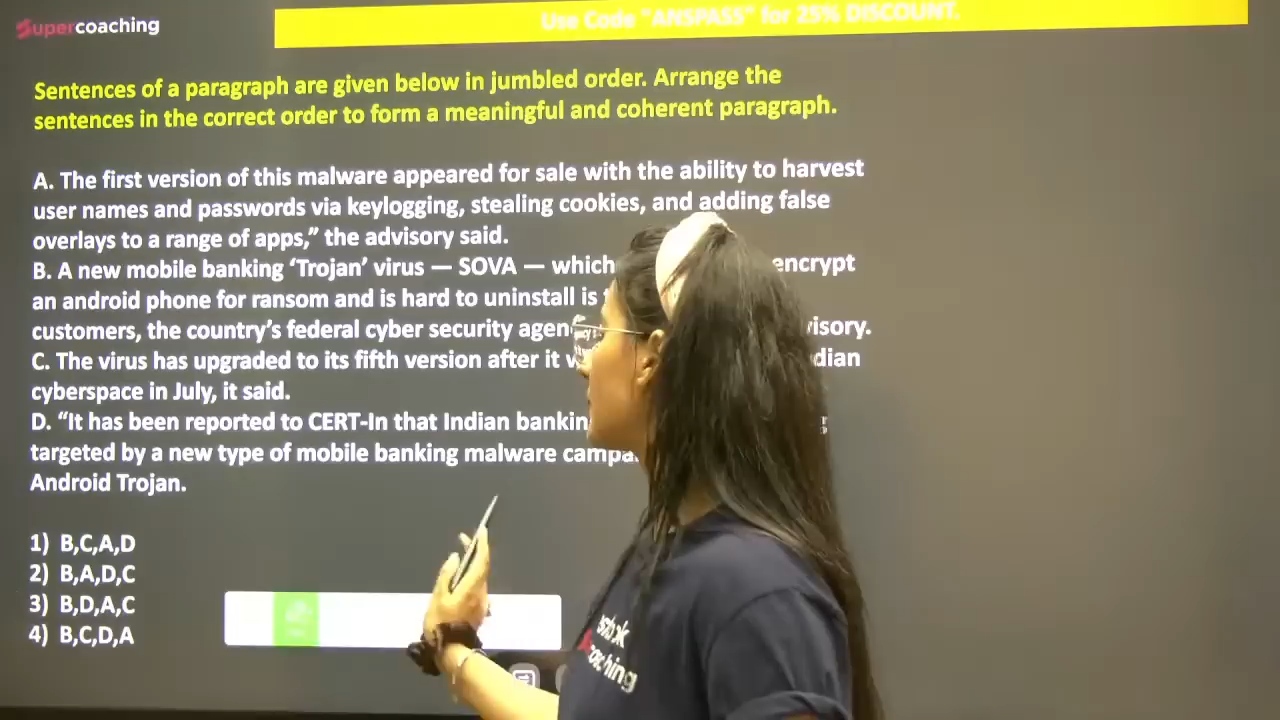 Supercoaching
Use Code "ANSPASS" for 25% DISCOUNT.
Sentences of a paragraph are given below in jumbled order. Arrange the
sentences in the correct order to form a meaningful and coherent paragraph.
A. The first version of this malware appeared for sale with the ability to harvest
user names and passwords via keylogging, stealing cookies, and adding false
overlays to a range of apps,” the advisory said.
B. A new mobile banking ‘Trojan’ virus — SOVA — which encrypt
an android phone for ransom and is hard to uninstall is
customers, the country’s federal cyber security
C. The virus has upgraded to its fifth version after it
cyberspace in July, it said.
D. “It has been reported to CERT-In that Indian
targeted by a new type of mobile banking malware
Android Trojan.
1) B,C,A,D
2) B,A,D,C
3) B,D,A,C
4) B,C,D,A